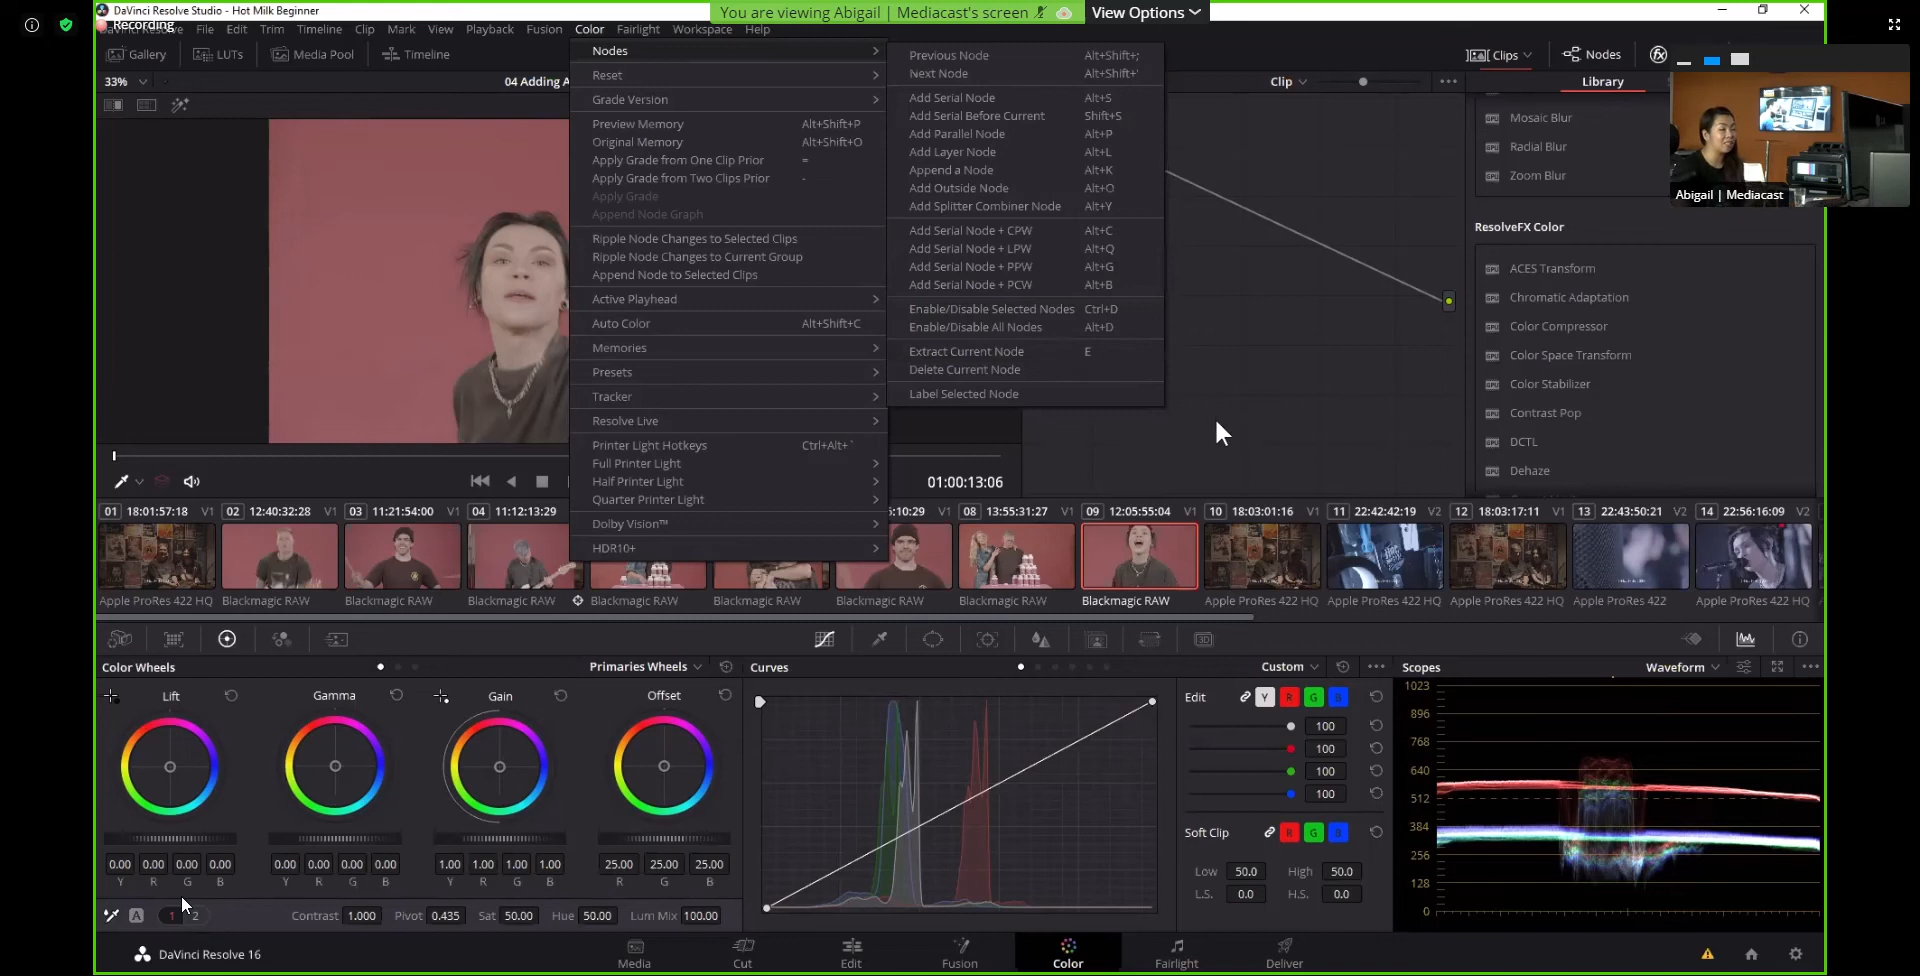 DaVinci Resolve Studio - Hot Milk Beginner
You are viewing Abigail | Mediacast's screen
View Options
Recording
File Edit Trim Timeline Clip Mark View Playback Fusion Color Fairlight Workspace Help
Gallery LUTs Media Pool Timeline
Clips Nodes
33%
04 Adding A
Clip
Library
Nodes
Reset
Grade Version
Preview Memory Alt+Shift+P
Original Memory Alt+Shift+O
Apply Grade from One Clip Prior =
Apply Grade from Two Clips Prior -
Apply Grade
Append Node Graph
Ripple Node Changes to Selected Clips
Ripple Node Changes to Current Group
Append Node to Selected Clips
Active Playhead
Auto Color Alt+Shift+C
Memories
Presets
Tracker
Resolve Live
Printer Light Hotkeys Ctrl+Alt+`
Full Printer Light
Half Printer Light
Quarter Printer Light
Dolby Vision™
HDR10+
Previous Node Alt+Shift+;
Next Node Alt+Shift+'
Add Serial Node Alt+S
Add Serial Before Current Shift+S
Add Parallel Node Alt+P
Add Layer Node Alt+L
Append a Node Alt+K
Add Outside Node Alt+O
Add Splitter Combiner Node Alt+Y
Add Serial Node + CPW Alt+C
Add Serial Node + LPW Alt+Q
Add Serial Node + PPW Alt+G
Add Serial Node + PCW Alt+B
Enable/Disable Selected Nodes Ctrl+D
Enable/Disable All Nodes Alt+D
Extract Current Node E
Delete Current Node
Label Selected Node
Mosaic Blur
Radial Blur
Zoom Blur
Abigail | Mediacast
ResolveFX Color
ACES Transform
Chromatic Adaptation
Color Compressor
Color Space Transform
Color Stabilizer
Contrast Pop
DCTL
Dehaze
01:00:13:06
01 18:01:57:18 V1 02 12:40:32:28 V1 03 11:21:54:00 V1 04 11:12:13:29 5:10:29 V1 08 13:55:31:27 V1 09 12:05:55:04 V1 10 18:03:01:16 V1 11 22:42:42:19 V2 12 18:03:17:11 V1 13 22:43:50:21 V2 14 22:56:16:09 V2
Apple ProRes 422 HQ Blackmagic RAW Blackmagic RAW Blackmagic RAW Blackmagic RAW Blackmagic RAW Blackmagic RAW Blackmagic RAW Blackmagic RAW Apple ProRes 422 HQ Apple ProRes 422 HQ Apple ProRes 422 HQ Apple ProRes 422 Apple ProRes 422 HQ
3D
Color Wheels Primaries Wheels
Curves Custom
Scopes Waveform
Lift Gamma Gain Offset
0.00 0.00 0.00 0.00 0.00 0.00 0.00 0.00 1.00 1.00 1.00 1.00 25.00 25.00 25.00
Y R G B Y R G B Y R G B R G B
A 1 2 Contrast 1.000 Pivot 0.435 Sat 50.00 Hue 50.00 Lum Mix 100.00
Edit Y R G B
100
100
100
100
Soft Clip R G B
Low 50.0 High 50.0
L.S. 0.0 H.S. 0.0
1023
896
768
640
512
384
256
128
0
DaVinci Resolve 16
Media Cut Edit Fusion Color Fairlight Deliver